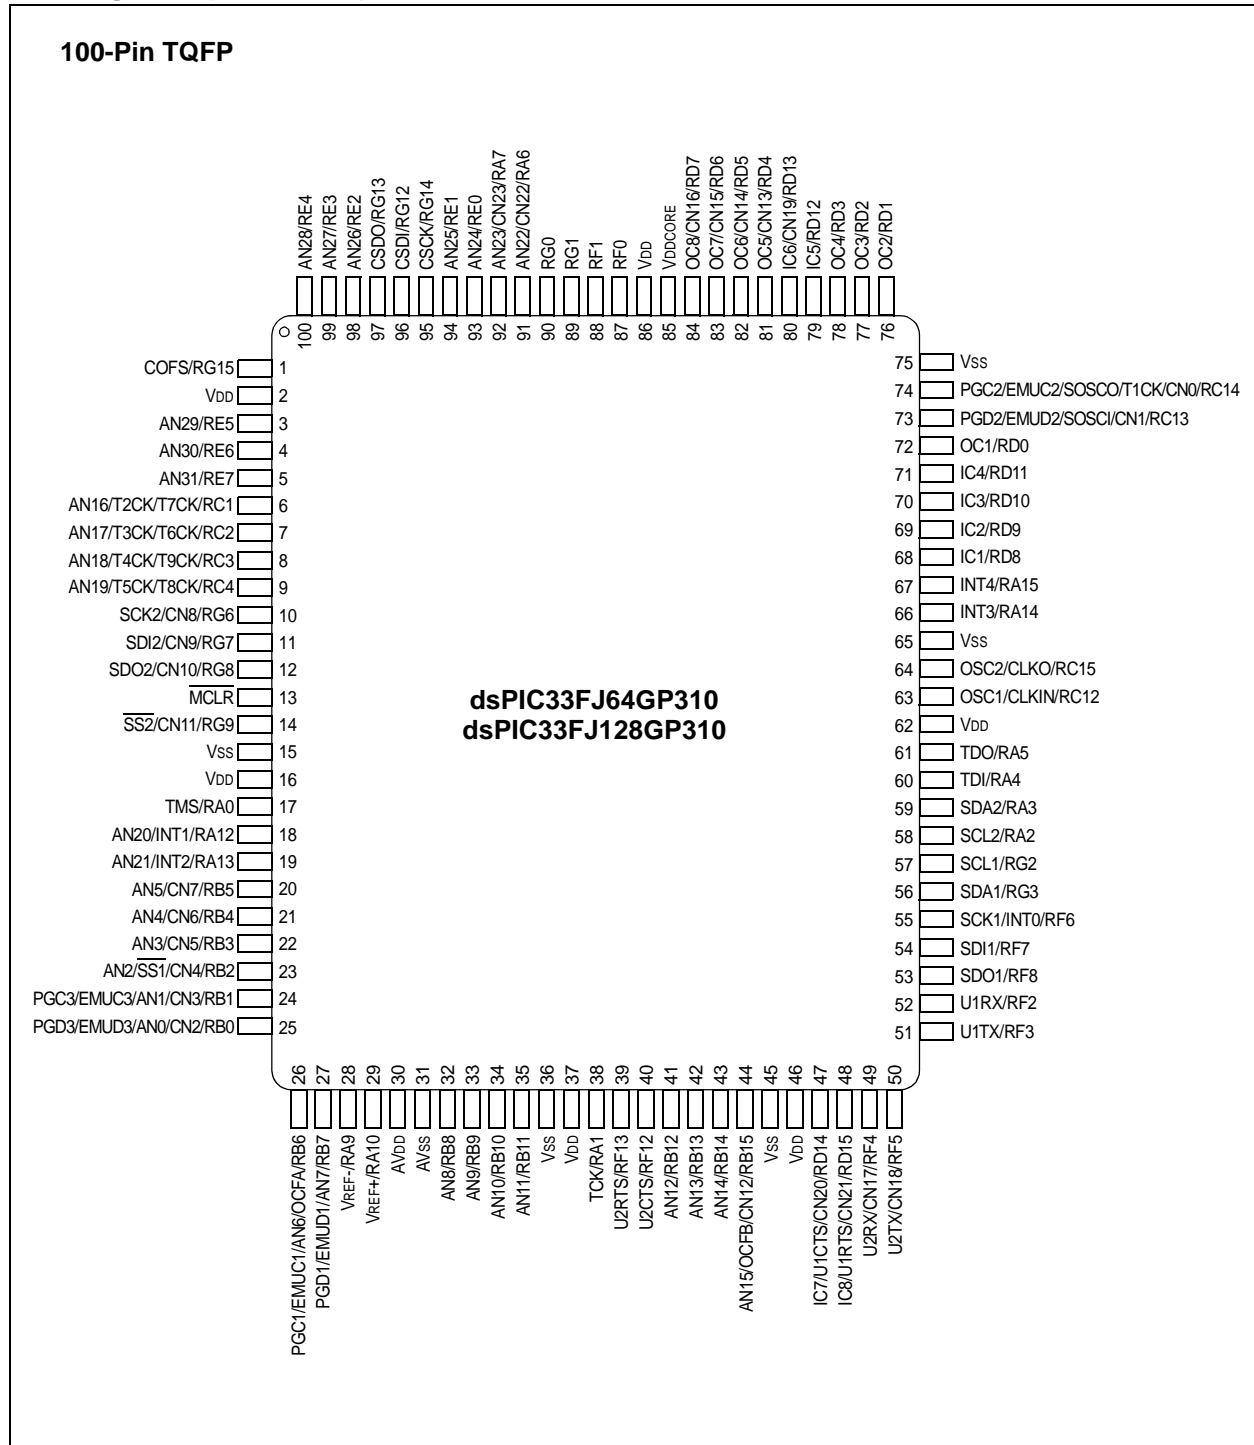 100-Pin TQFP
AN28/RE4
AN27/RE3
AN26/RE2
CSDO/RG13
CSDI/RG12
CSCK/RG14
AN25/RE1
AN24/RE0
AN23/CN23/RA7
AN22/CN22/RA6
RG0
RG1
RF1
RF0
VDD
VDDCORE
OC8/CN16/RD7
OC7/CN15/RD6
OC6/CN14/RD5
OC5/CN13/RD4
IC6/CN19/RD13
IC5/RD12
OC4/RD3
OC3/RD2
OC2/RD1
100
99
98
97
96
95
94
93
92
91
90
89
88
87
86
85
84
83
82
81
80
79
78
77
76
COFS/RG15 1
VDD 2
AN29/RE5 3
AN30/RE6 4
AN31/RE7 5
AN16/T2CK/T7CK/RC1 6
AN17/T3CK/T6CK/RC2 7
AN18/T4CK/T9CK/RC3 8
AN19/T5CK/T8CK/RC4 9
SCK2/CN8/RG6 10
SDI2/CN9/RG7 11
SDO2/CN10/RG8 12
MCLR 13
SS2/CN11/RG9 14
VSS 15
VDD 16
TMS/RA0 17
AN20/INT1/RA12 18
AN21/INT2/RA13 19
AN5/CN7/RB5 20
AN4/CN6/RB4 21
AN3/CN5/RB3 22
AN2/SS1/CN4/RB2 23
PGC3/EMUC3/AN1/CN3/RB1 24
PGD3/EMUD3/AN0/CN2/RB0 25
dsPIC33FJ64GP310
dsPIC33FJ128GP310
75 VSS
74 PGC2/EMUC2/SOSCO/T1CK/CN0/RC14
73 PGD2/EMUD2/SOSCI/CN1/RC13
72 OC1/RD0
71 IC4/RD11
70 IC3/RD10
69 IC2/RD9
68 IC1/RD8
67 INT4/RA15
66 INT3/RA14
65 VSS
64 OSC2/CLKO/RC15
63 OSC1/CLKIN/RC12
62 VDD
61 TDO/RA5
60 TDI/RA4
59 SDA2/RA3
58 SCL2/RA2
57 SCL1/RG2
56 SDA1/RG3
55 SCK1/INT0/RF6
54 SDI1/RF7
53 SDO1/RF8
52 U1RX/RF2
51 U1TX/RF3
26
27
28
29
30
31
32
33
34
35
36
37
38
39
40
41
42
43
44
45
46
47
48
49
50
PGC1/EMUC1/AN6/OCFA/RB6
PGD1/EMUD1/AN7/RB7
VREF-/RA9
VREF+/RA10
AVDD
AVSS
AN8/RB8
AN9/RB9
AN10/RB10
AN11/RB11
VSS
VDD
TCK/RA1
U2RTS/RF13
U2CTS/RF12
AN12/RB12
AN13/RB13
AN14/RB14
AN15/OCFB/CN12/RB15
VSS
VDD
IC7/U1CTS/CN20/RD14
IC8/U1RTS/CN21/RD15
U2RX/CN17/RF4
U2TX/CN18/RF5